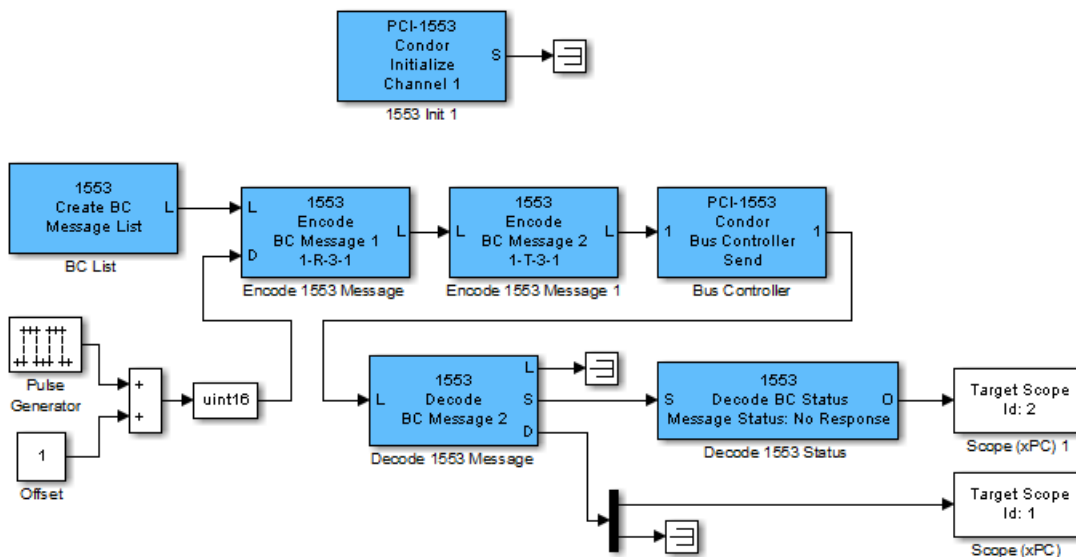 PCI-1553
Condor
Initialize
Channel 1
S
1553 Init 1
1553
Create BC
Message List
L
BC List
1553
Encode
BC Message 1
1-R-3-1
L
D
L
Encode 1553 Message
1553
Encode
BC Message 2
1-T-3-1
L
L
Encode 1553 Message 1
PCI-1553
Condor
Bus Controller
Send
1
1
Bus Controller
Pulse
Generator
+
+
uint16
1
Offset
1553
Decode
BC Message 2
L
L
S
D
Decode 1553 Message
1553
Decode BC Status
Message Status: No Response
S
O
Decode 1553 Status
Target Scope
Id: 2
Scope (xPC) 1
Target Scope
Id: 1
Scope (xPC)